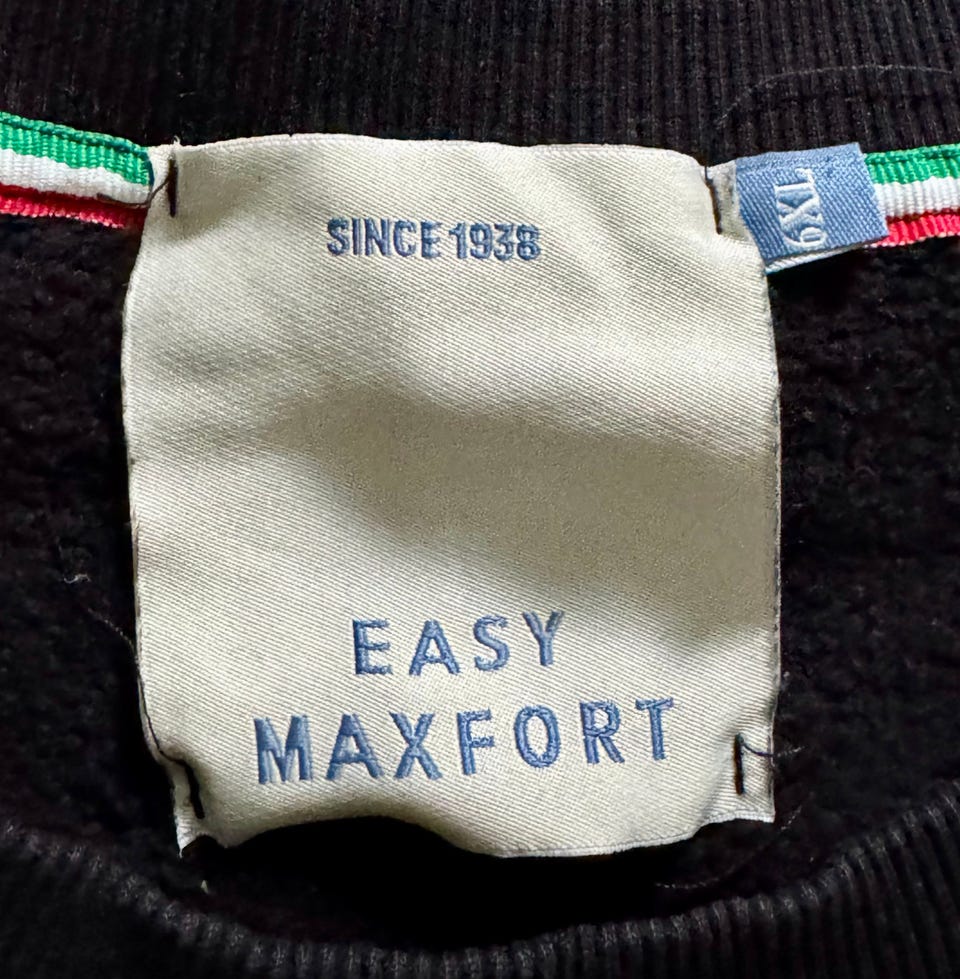 SINCE 1938
6XL
EASY
MAXFORT